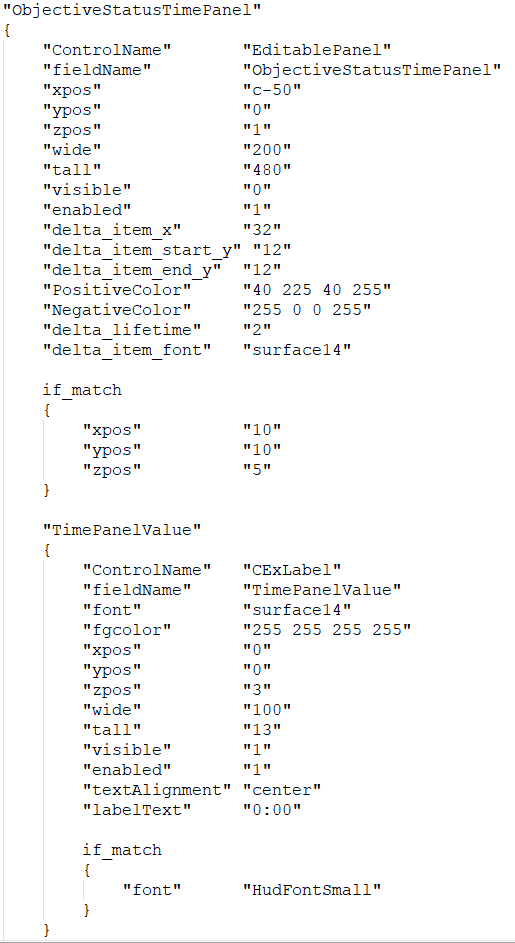 "ObjectiveStatusTimePanel"
{
    "ControlName"       "EditablePanel"
    "fieldName"         "ObjectiveStatusTimePanel"
    "xpos"              "c-50"
    "ypos"              "0"
    "zpos"              "1"
    "wide"              "200"
    "tall"              "480"
    "visible"           "0"
    "enabled"           "1"
    "delta_item_x"      "32"
    "delta_item_start_y" "12"
    "delta_item_end_y"  "12"
    "PositiveColor"     "40 225 40 255"
    "NegativeColor"     "255 0 0 255"
    "delta_lifetime"    "2"
    "delta_item_font"   "surface14"

    if_match
    {
        "xpos"          "10"
        "ypos"          "10"
        "zpos"          "5"
    }

    "TimePanelValue"
    {
        "ControlName"   "CExLabel"
        "fieldName"     "TimePanelValue"
        "font"          "surface14"
        "fgcolor"       "255 255 255 255"
        "xpos"          "0"
        "ypos"          "0"
        "zpos"          "3"
        "wide"          "100"
        "tall"          "13"
        "visible"       "1"
        "enabled"       "1"
        "textAlignment" "center"
        "labelText"     "0:00"

        if_match
        {
            "font"      "HudFontSmall"
        }
    }